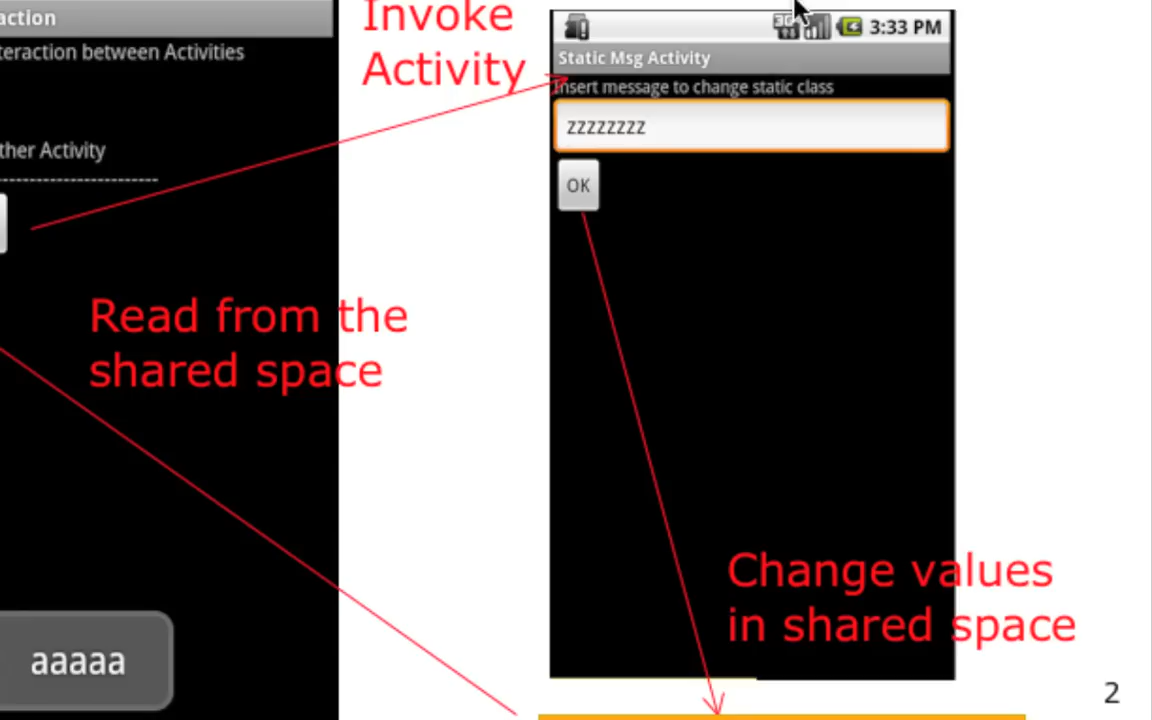 action
teraction between Activities
ther Activity
-------------------------
Read from the
shared space
aaaaa
Invoke
Activity
3G
3:33 PM
Static Msg Activity
Insert message to change static class
zzzzzzzz
OK
Change values
in shared space
2